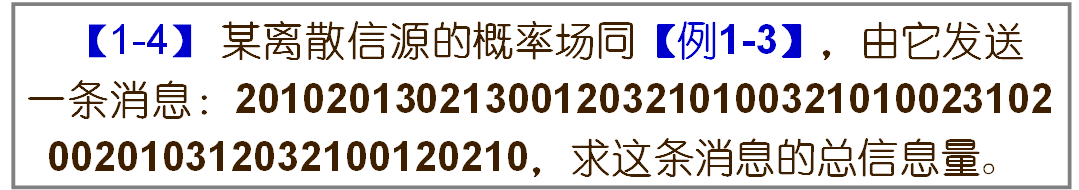 【1-4】 某离散信源的概率场同【例1-3】，由它发送
一条消息：201020130213001203210100321010023102
002010312032100120210，求这条消息的总信息量。